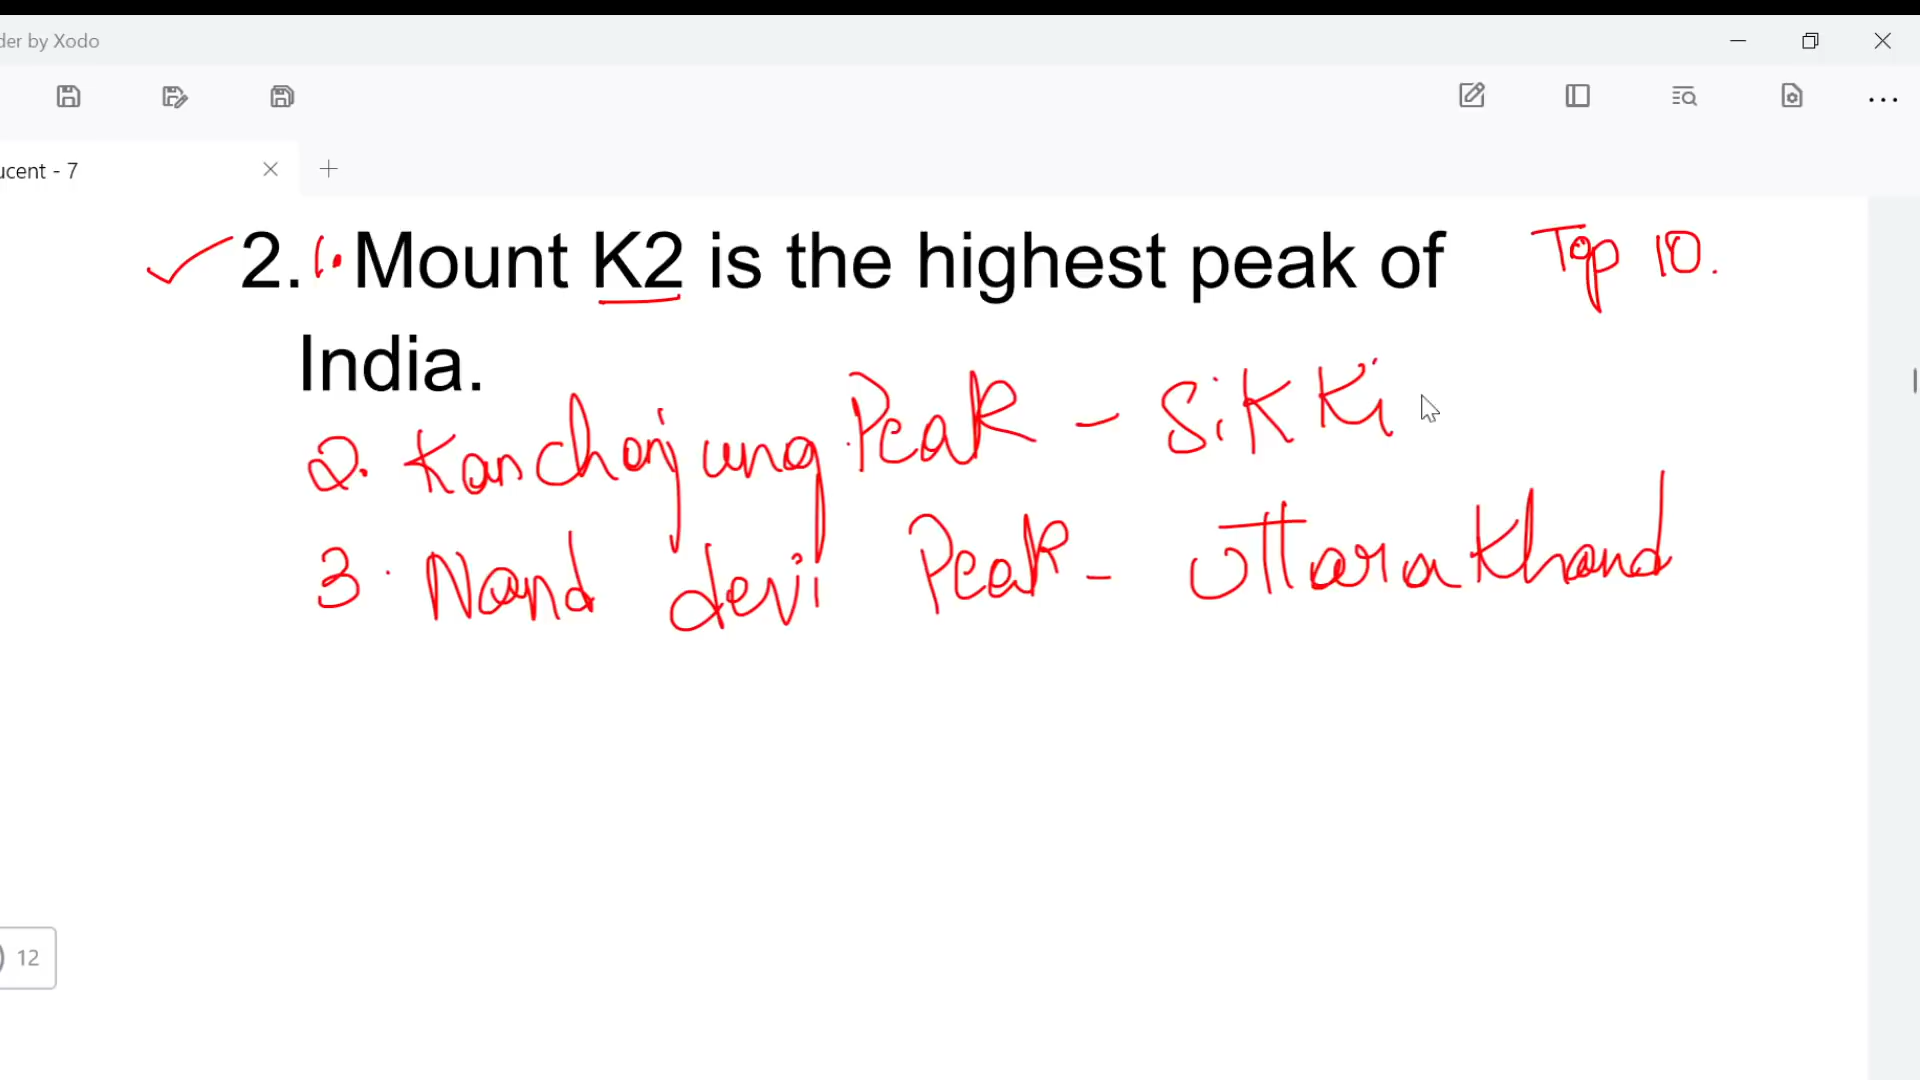 der by Xodo
ucent - 7
2. 1. Mount K2 is the highest peak of Top 10.
India.
2. Kanchanjung Peak - Sikki
3. Nand devi Peak - Uttarakhand
12